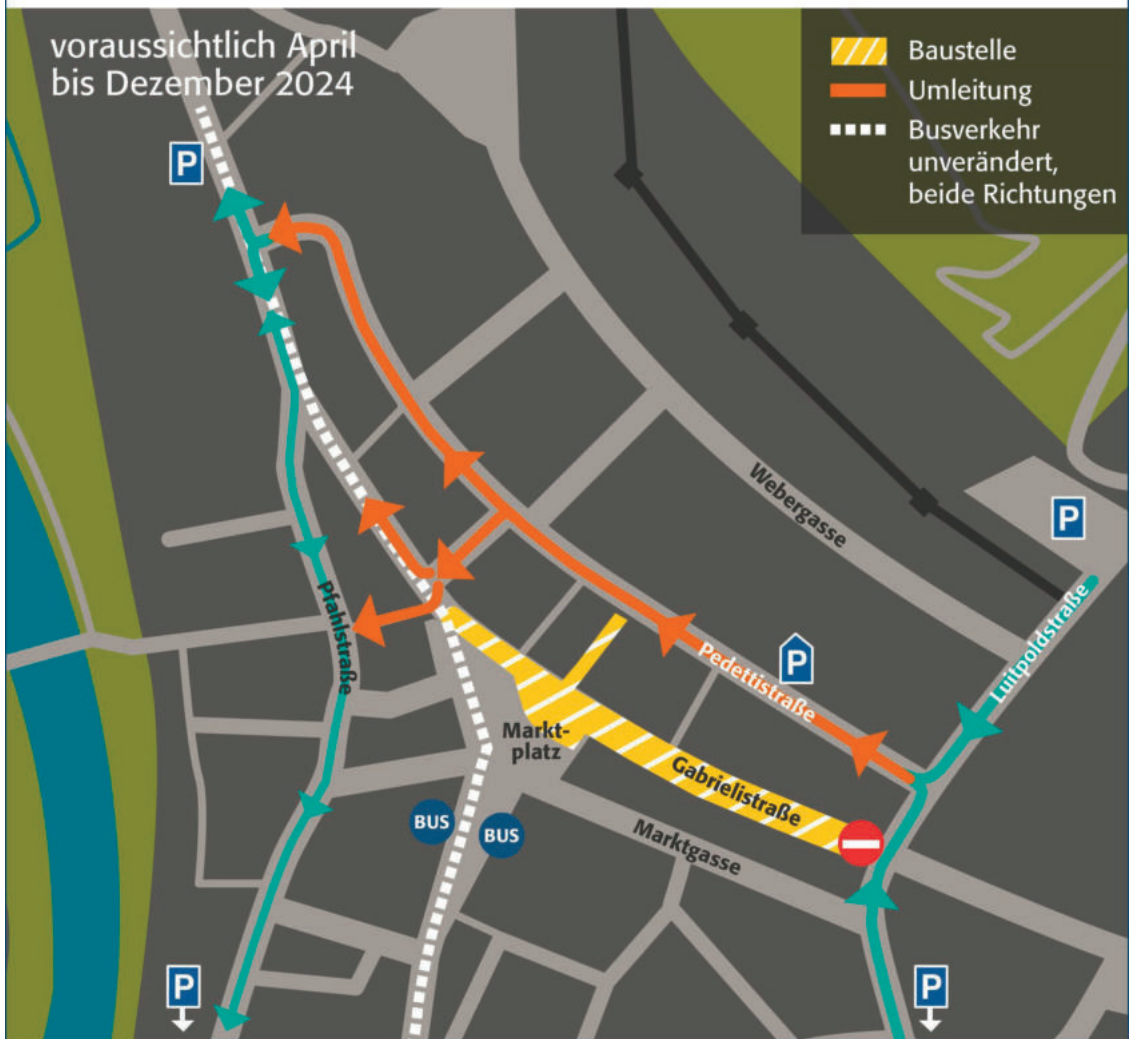 voraussichtlich April
bis Dezember 2024
Baustelle
Umleitung
Busverkehr
unverändert,
beide Richtungen
P
Webergasse
P
Pfahlstraße
Luitpoldstraße
P
Pedettistraße
Markt-
platz
Gabrielistraße
BUS
BUS
Marktgasse
P
P